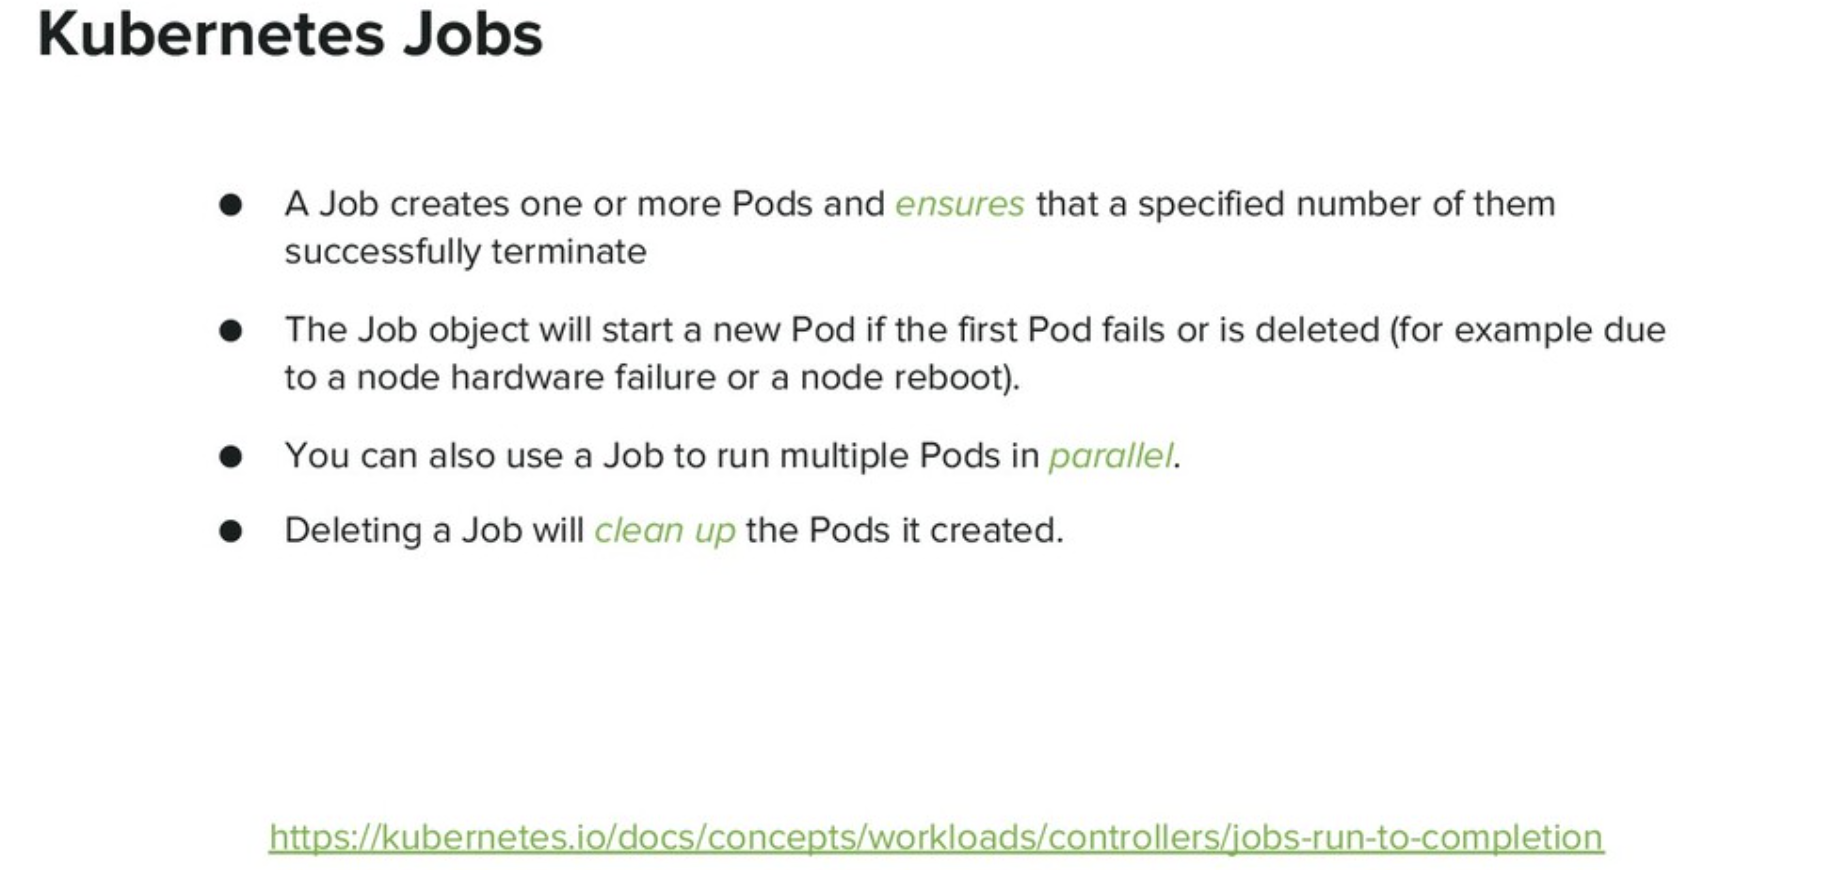 Kubernetes Jobs
● A Job creates one or more Pods and ensures that a specified number of them
successfully terminate
● The Job object will start a new Pod if the first Pod fails or is deleted (for example due
to a node hardware failure or a node reboot).
● You can also use a Job to run multiple Pods in parallel.
● Deleting a Job will clean up the Pods it created.
https://kubernetes.io/docs/concepts/workloads/controllers/jobs-run-to-completion